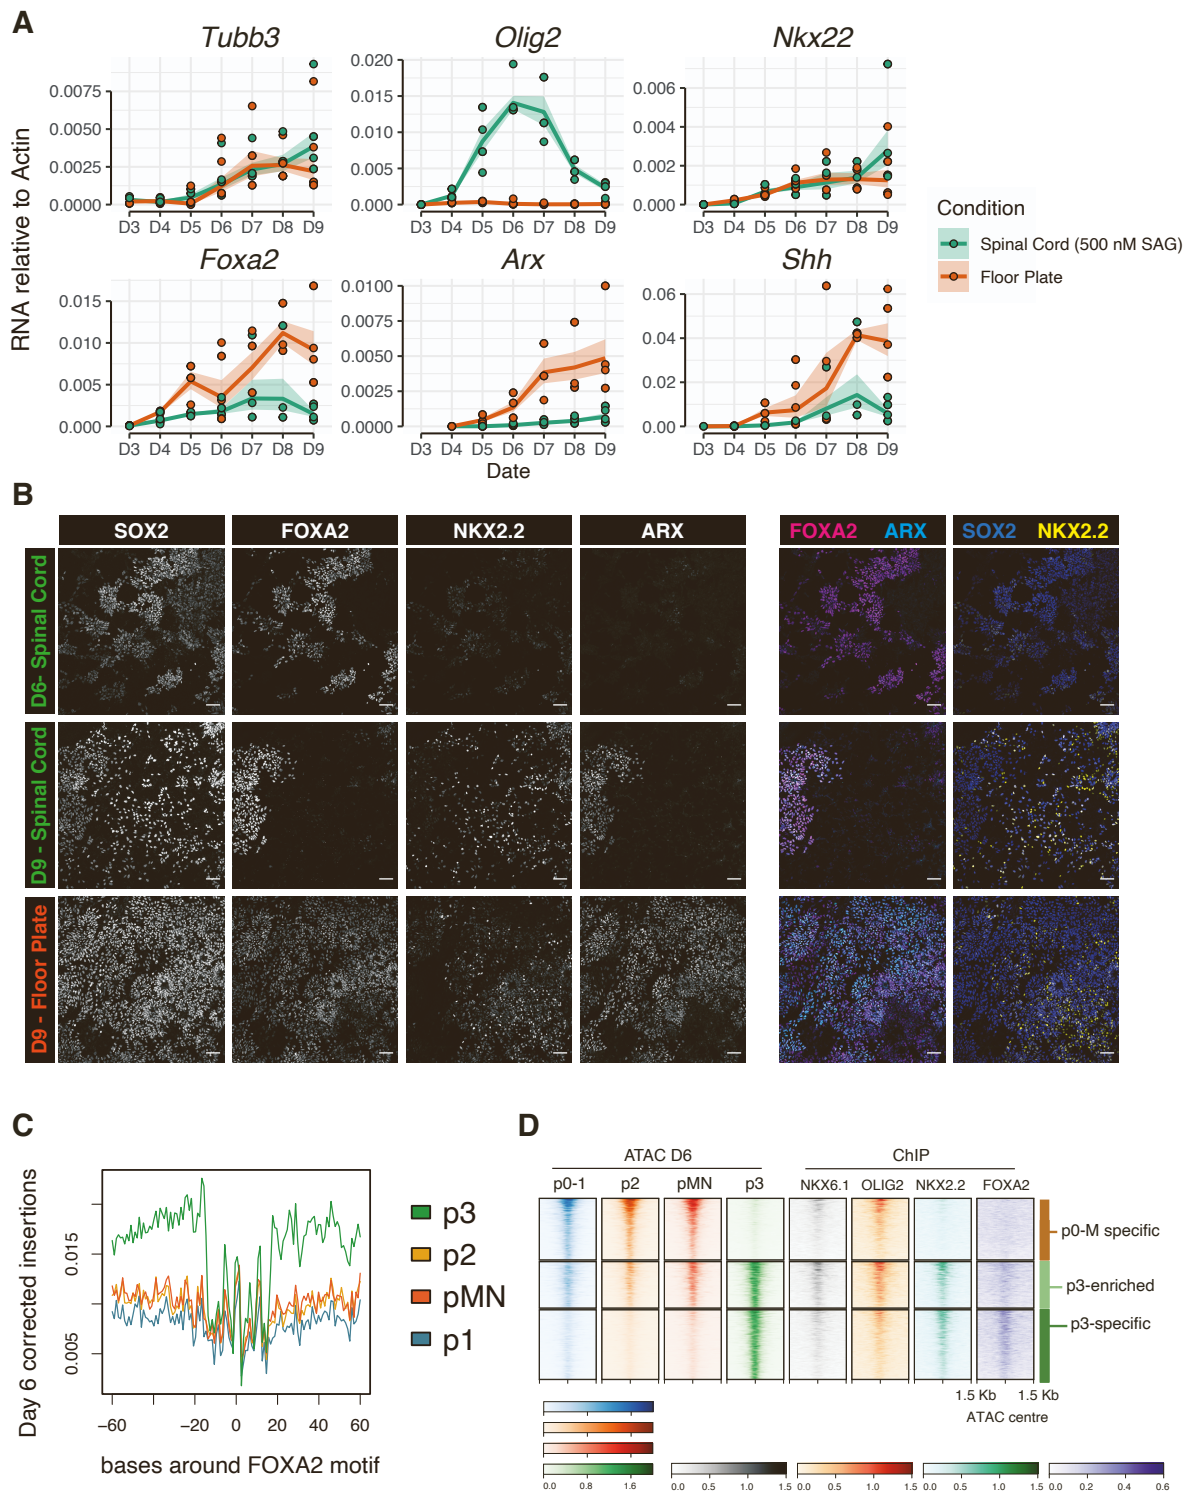 A
Tubb3
Olig2
Nkx22
RNA relative to Actin
0.0075
0.0050
0.0025
0.0000
D3 D4 D5 D6 D7 D8 D9
0.020
0.015
0.010
0.005
0.000
D3 D4 D5 D6 D7 D8 D9
0.006
0.004
0.002
0.000
D3 D4 D5 D6 D7 D8 D9
Condition
Spinal Cord (500 nM SAG)
Floor Plate
Foxa2
Arx
Shh
0.015
0.010
0.005
0.000
D3 D4 D5 D6 D7 D8 D9
0.0100
0.0075
0.0050
0.0025
0.0000
D3 D4 D5 D6 D7 D8 D9
0.06
0.04
0.02
0.00
D3 D4 D5 D6 D7 D8 D9
Date
B
SOX2 FOXA2 NKX2.2 ARX FOXA2 ARX SOX2 NKX2.2
D6- Spinal Cord
D9 - Spinal Cord
D9 - Floor Plate
C
Day 6 corrected insertions
0.015
0.005
−60 −20 0 20 40 60
bases around FOXA2 motif
p3
p2
pMN
p1
D
ATAC D6 ChIP
p0-1 p2 pMN p3 NKX6.1 OLIG2 NKX2.2 FOXA2
p0-M specific
p3-enriched
p3-specific
1.5 Kb 1.5 Kb
ATAC centre
0.0 0.8 1.6
0.0 0.5 1.0 1.5
0.0 0.5 1.0 1.5
0.0 0.5 1.0 1.5
0.0 0.2 0.4 0.6